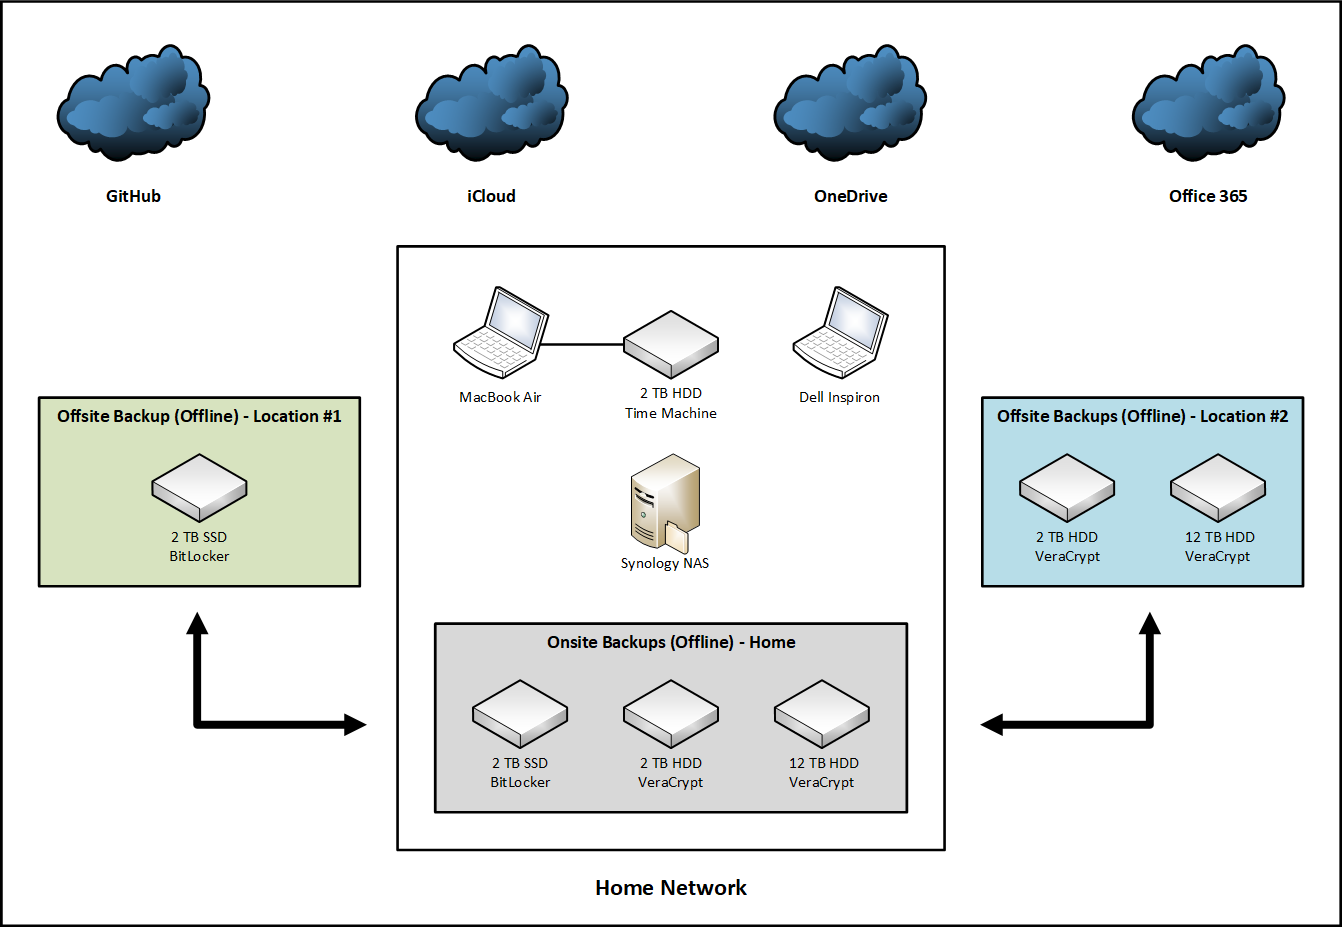 GitHub
iCloud
OneDrive
Office 365
MacBook Air
2 TB HDD
Time Machine
Dell Inspiron
Offsite Backup (Offline) - Location #1
2 TB SSD
BitLocker
Synology NAS
Offsite Backups (Offline) - Location #2
2 TB HDD
VeraCrypt
12 TB HDD
VeraCrypt
Onsite Backups (Offline) - Home
2 TB SSD
BitLocker
2 TB HDD
VeraCrypt
12 TB HDD
VeraCrypt
Home Network